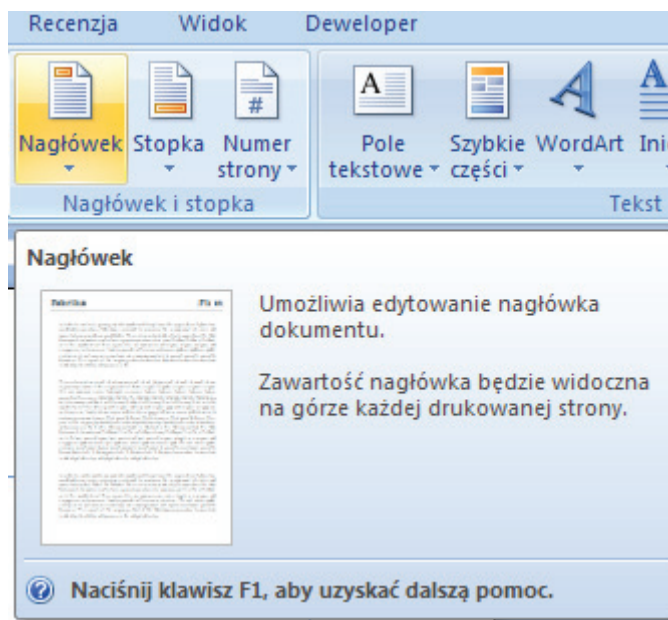 Recenzja Widok Deweloper
Nagłówek Stopka Numer strony Pole tekstowe Szybkie części WordArt
Nagłówek i stopka Tekst
Nagłówek
Umożliwia edytowanie nagłówka
dokumentu.
Zawartość nagłówka będzie widoczna
na górze każdej drukowanej strony.
Naciśnij klawisz F1, aby uzyskać dalszą pomoc.